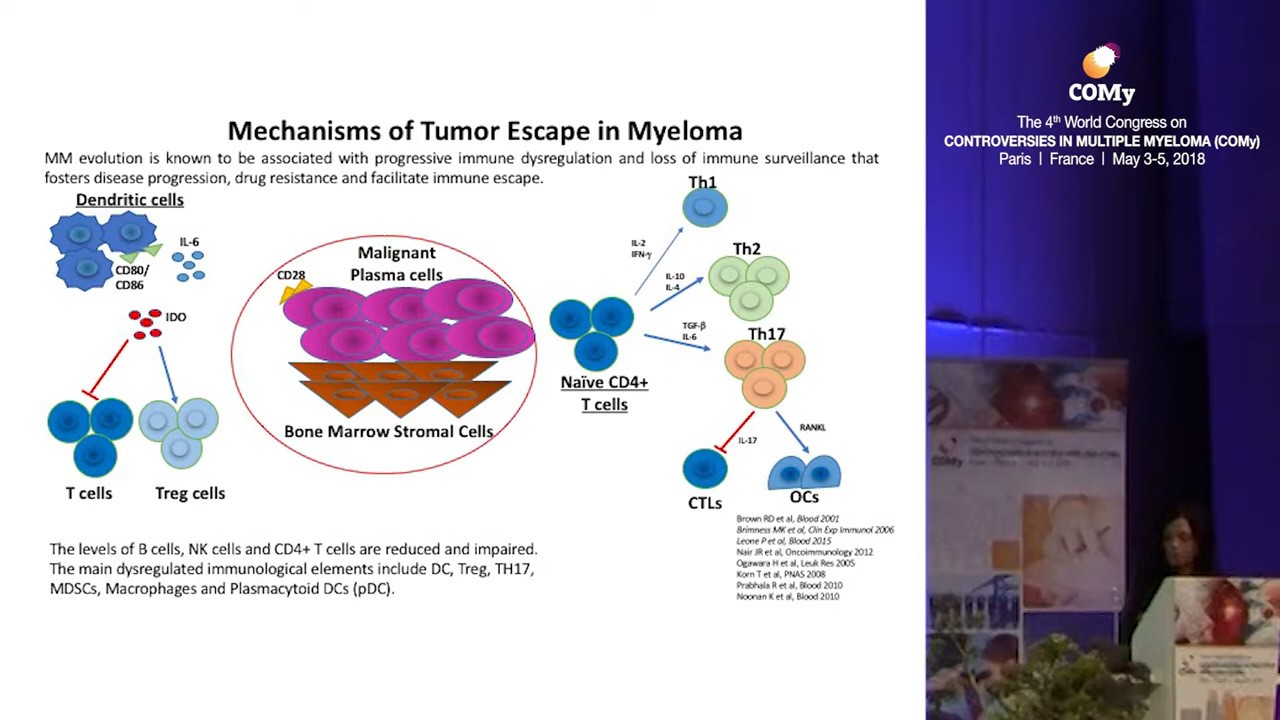 Mechanisms of Tumor Escape in Myeloma
MM evolution is known to be associated with progressive immune dysregulation and loss of immune surveillance that
fosters disease progression, drug resistance and facilitate immune escape.
Dendritic cells
IL-6
CD80/
CD86
IDO
T cells
Treg cells
CD28
Malignant
Plasma cells
Bone Marrow Stromal Cells
Th1
IL-2
IFN-γ
Th2
IL-10
IL-4
TGF-β
IL-6
Th17
Naïve CD4+
T cells
IL-17
RANKL
CTLs
OCs
The levels of B cells, NK cells and CD4+ T cells are reduced and impaired.
The main dysregulated immunological elements include DC, Treg, TH17,
MDSCs, Macrophages and Plasmacytoid DCs (pDC).
Brown RD et al, Blood 2001
Brimness MK et al, Clin Exp Immunol 2006
Leone P et al, Blood 2015
Nair JR et al, Oncoimmunology 2012
Ogawara H et al, Leuk Res 2005
Korn T et al, PNAS 2008
Prabhala R et al, Blood 2010
Noonan K et al, Blood 2010
COMy
The 4th World Congress on
CONTROVERSIES IN MULTIPLE MYELOMA (COMy)
Paris | France | May 3-5, 2018
COMy